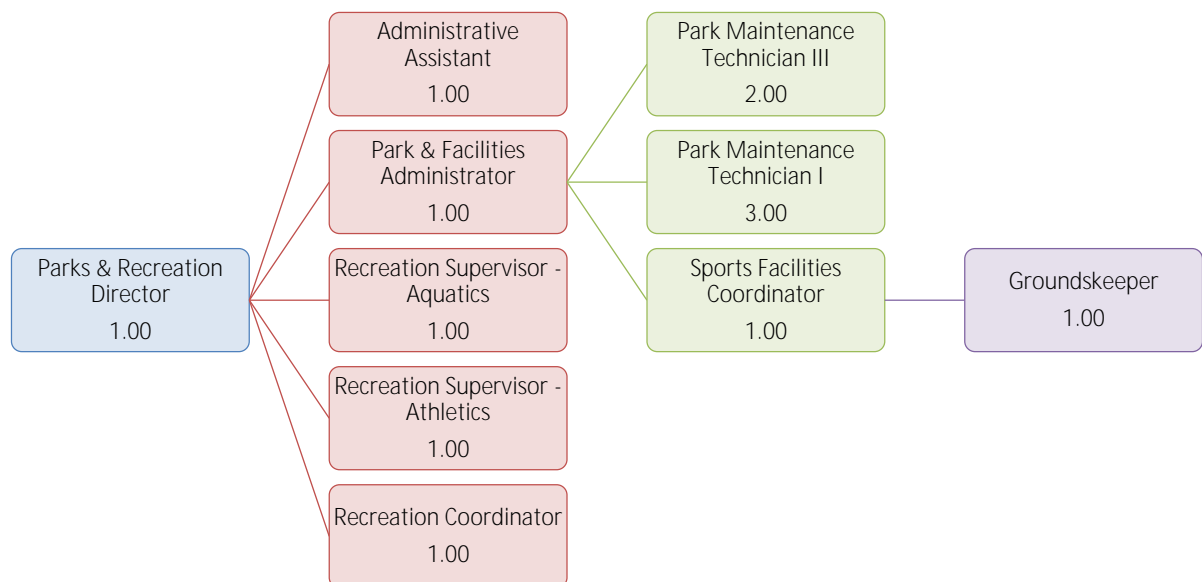 Parks & Recreation
Director
1.00
Administrative
Assistant
1.00
Park & Facilities
Administrator
1.00
Recreation Supervisor -
Aquatics
1.00
Recreation Supervisor -
Athletics
1.00
Recreation Coordinator
1.00
Park Maintenance
Technician III
2.00
Park Maintenance
Technician I
3.00
Sports Facilities
Coordinator
1.00
Groundskeeper
1.00